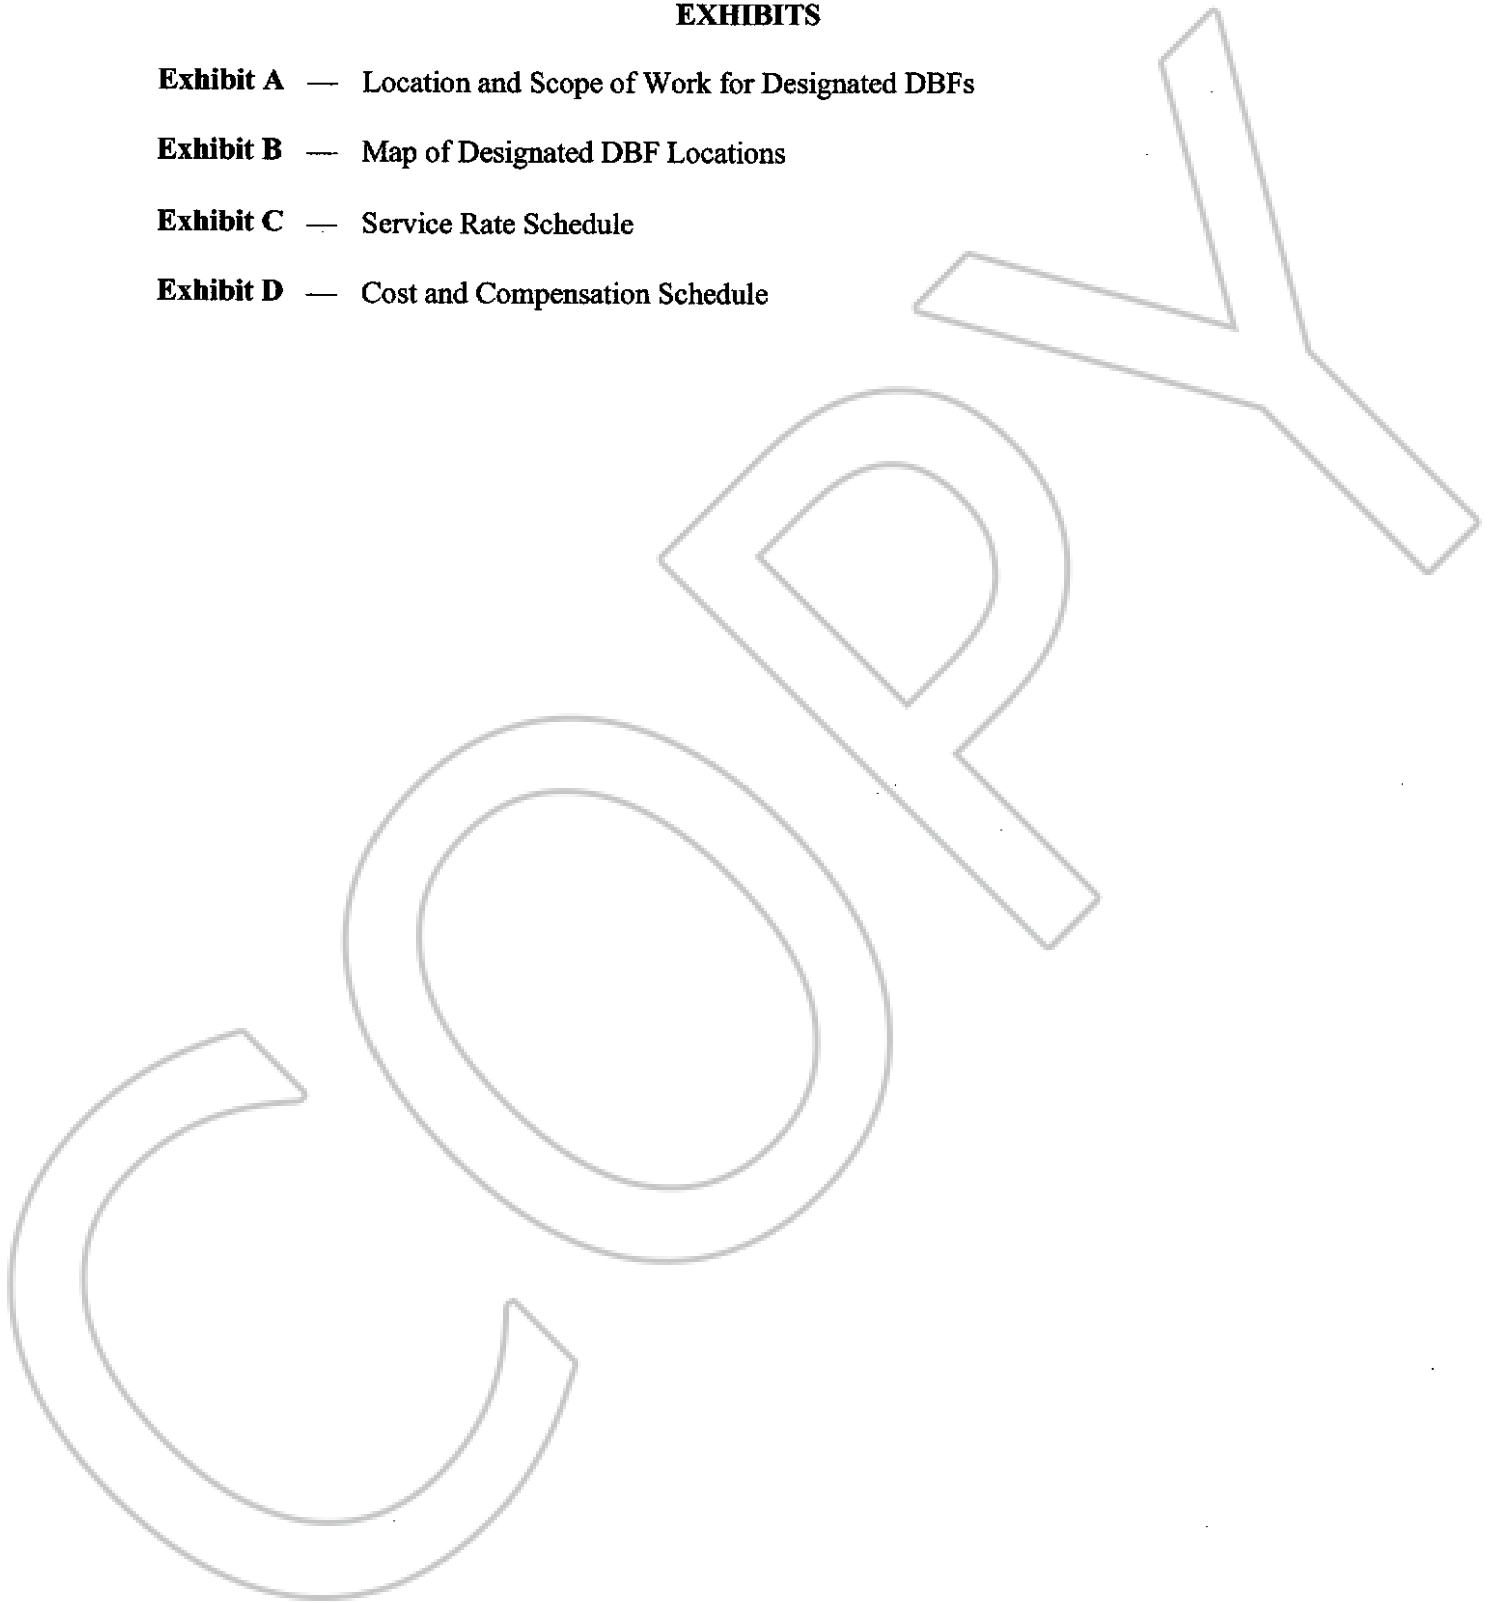 EXHIBITS
Exhibit A — Location and Scope of Work for Designated DBFs
Exhibit B — Map of Designated DBF Locations
Exhibit C — Service Rate Schedule
Exhibit D — Cost and Compensation Schedule
COPY